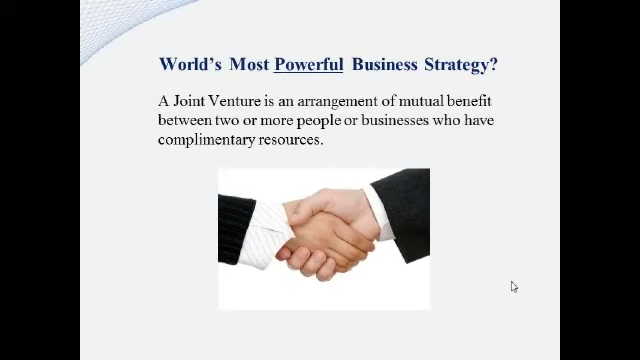 World's Most Powerful Business Strategy?
A Joint Venture is an arrangement of mutual benefit
between two or more people or businesses who have
complimentary resources.